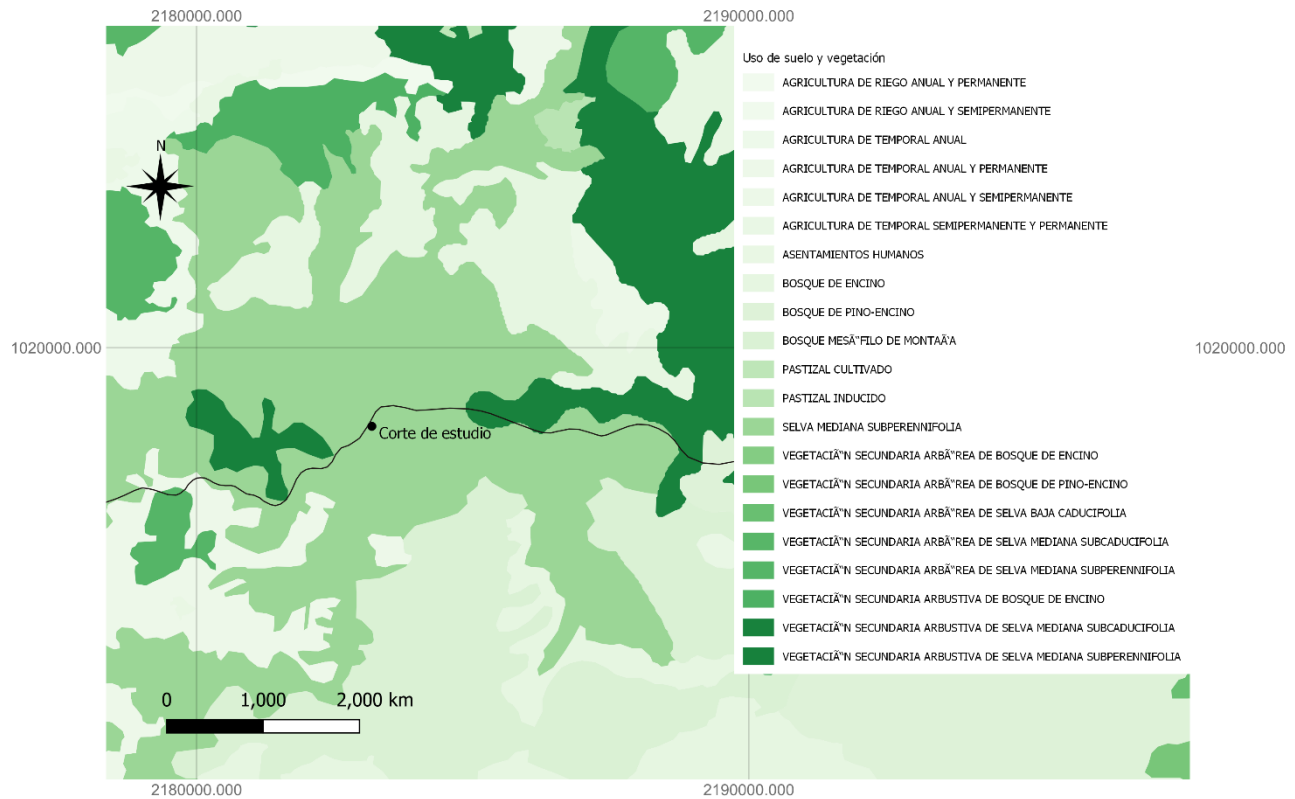 2180000.000
2190000.000
Uso de suelo y vegetación
AGRICULTURA DE RIEGO ANUAL Y PERMANENTE
AGRICULTURA DE RIEGO ANUAL Y SEMIPERMANENTE
AGRICULTURA DE TEMPORAL ANUAL
AGRICULTURA DE TEMPORAL ANUAL Y PERMANENTE
AGRICULTURA DE TEMPORAL ANUAL Y SEMIPERMANENTE
AGRICULTURA DE TEMPORAL SEMIPERMANENTE Y PERMANENTE
ASENTAMIENTOS HUMANOS
BOSQUE DE ENCINO
BOSQUE DE PINO-ENCINO
BOSQUE MESÃ“FILO DE MONTAÃ‘A
PASTIZAL CULTIVADO
PASTIZAL INDUCIDO
SELVA MEDIANA SUBPERENNIFOLIA
VEGETACIÃ“N SECUNDARIA ARBÃ“REA DE BOSQUE DE ENCINO
VEGETACIÃ“N SECUNDARIA ARBÃ“REA DE BOSQUE DE PINO-ENCINO
VEGETACIÃ“N SECUNDARIA ARBÃ“REA DE SELVA BAJA CADUCIFOLIA
VEGETACIÃ“N SECUNDARIA ARBÃ“REA DE SELVA MEDIANA SUBCADUCIFOLIA
VEGETACIÃ“N SECUNDARIA ARBÃ“REA DE SELVA MEDIANA SUBPERENNIFOLIA
VEGETACIÃ“N SECUNDARIA ARBUSTIVA DE BOSQUE DE ENCINO
VEGETACIÃ“N SECUNDARIA ARBUSTIVA DE SELVA MEDIANA SUBCADUCIFOLIA
VEGETACIÃ“N SECUNDARIA ARBUSTIVA DE SELVA MEDIANA SUBPERENNIFOLIA
N
1020000.000
1020000.000
Corte de estudio
0 1,000 2,000 km
2180000.000
2190000.000